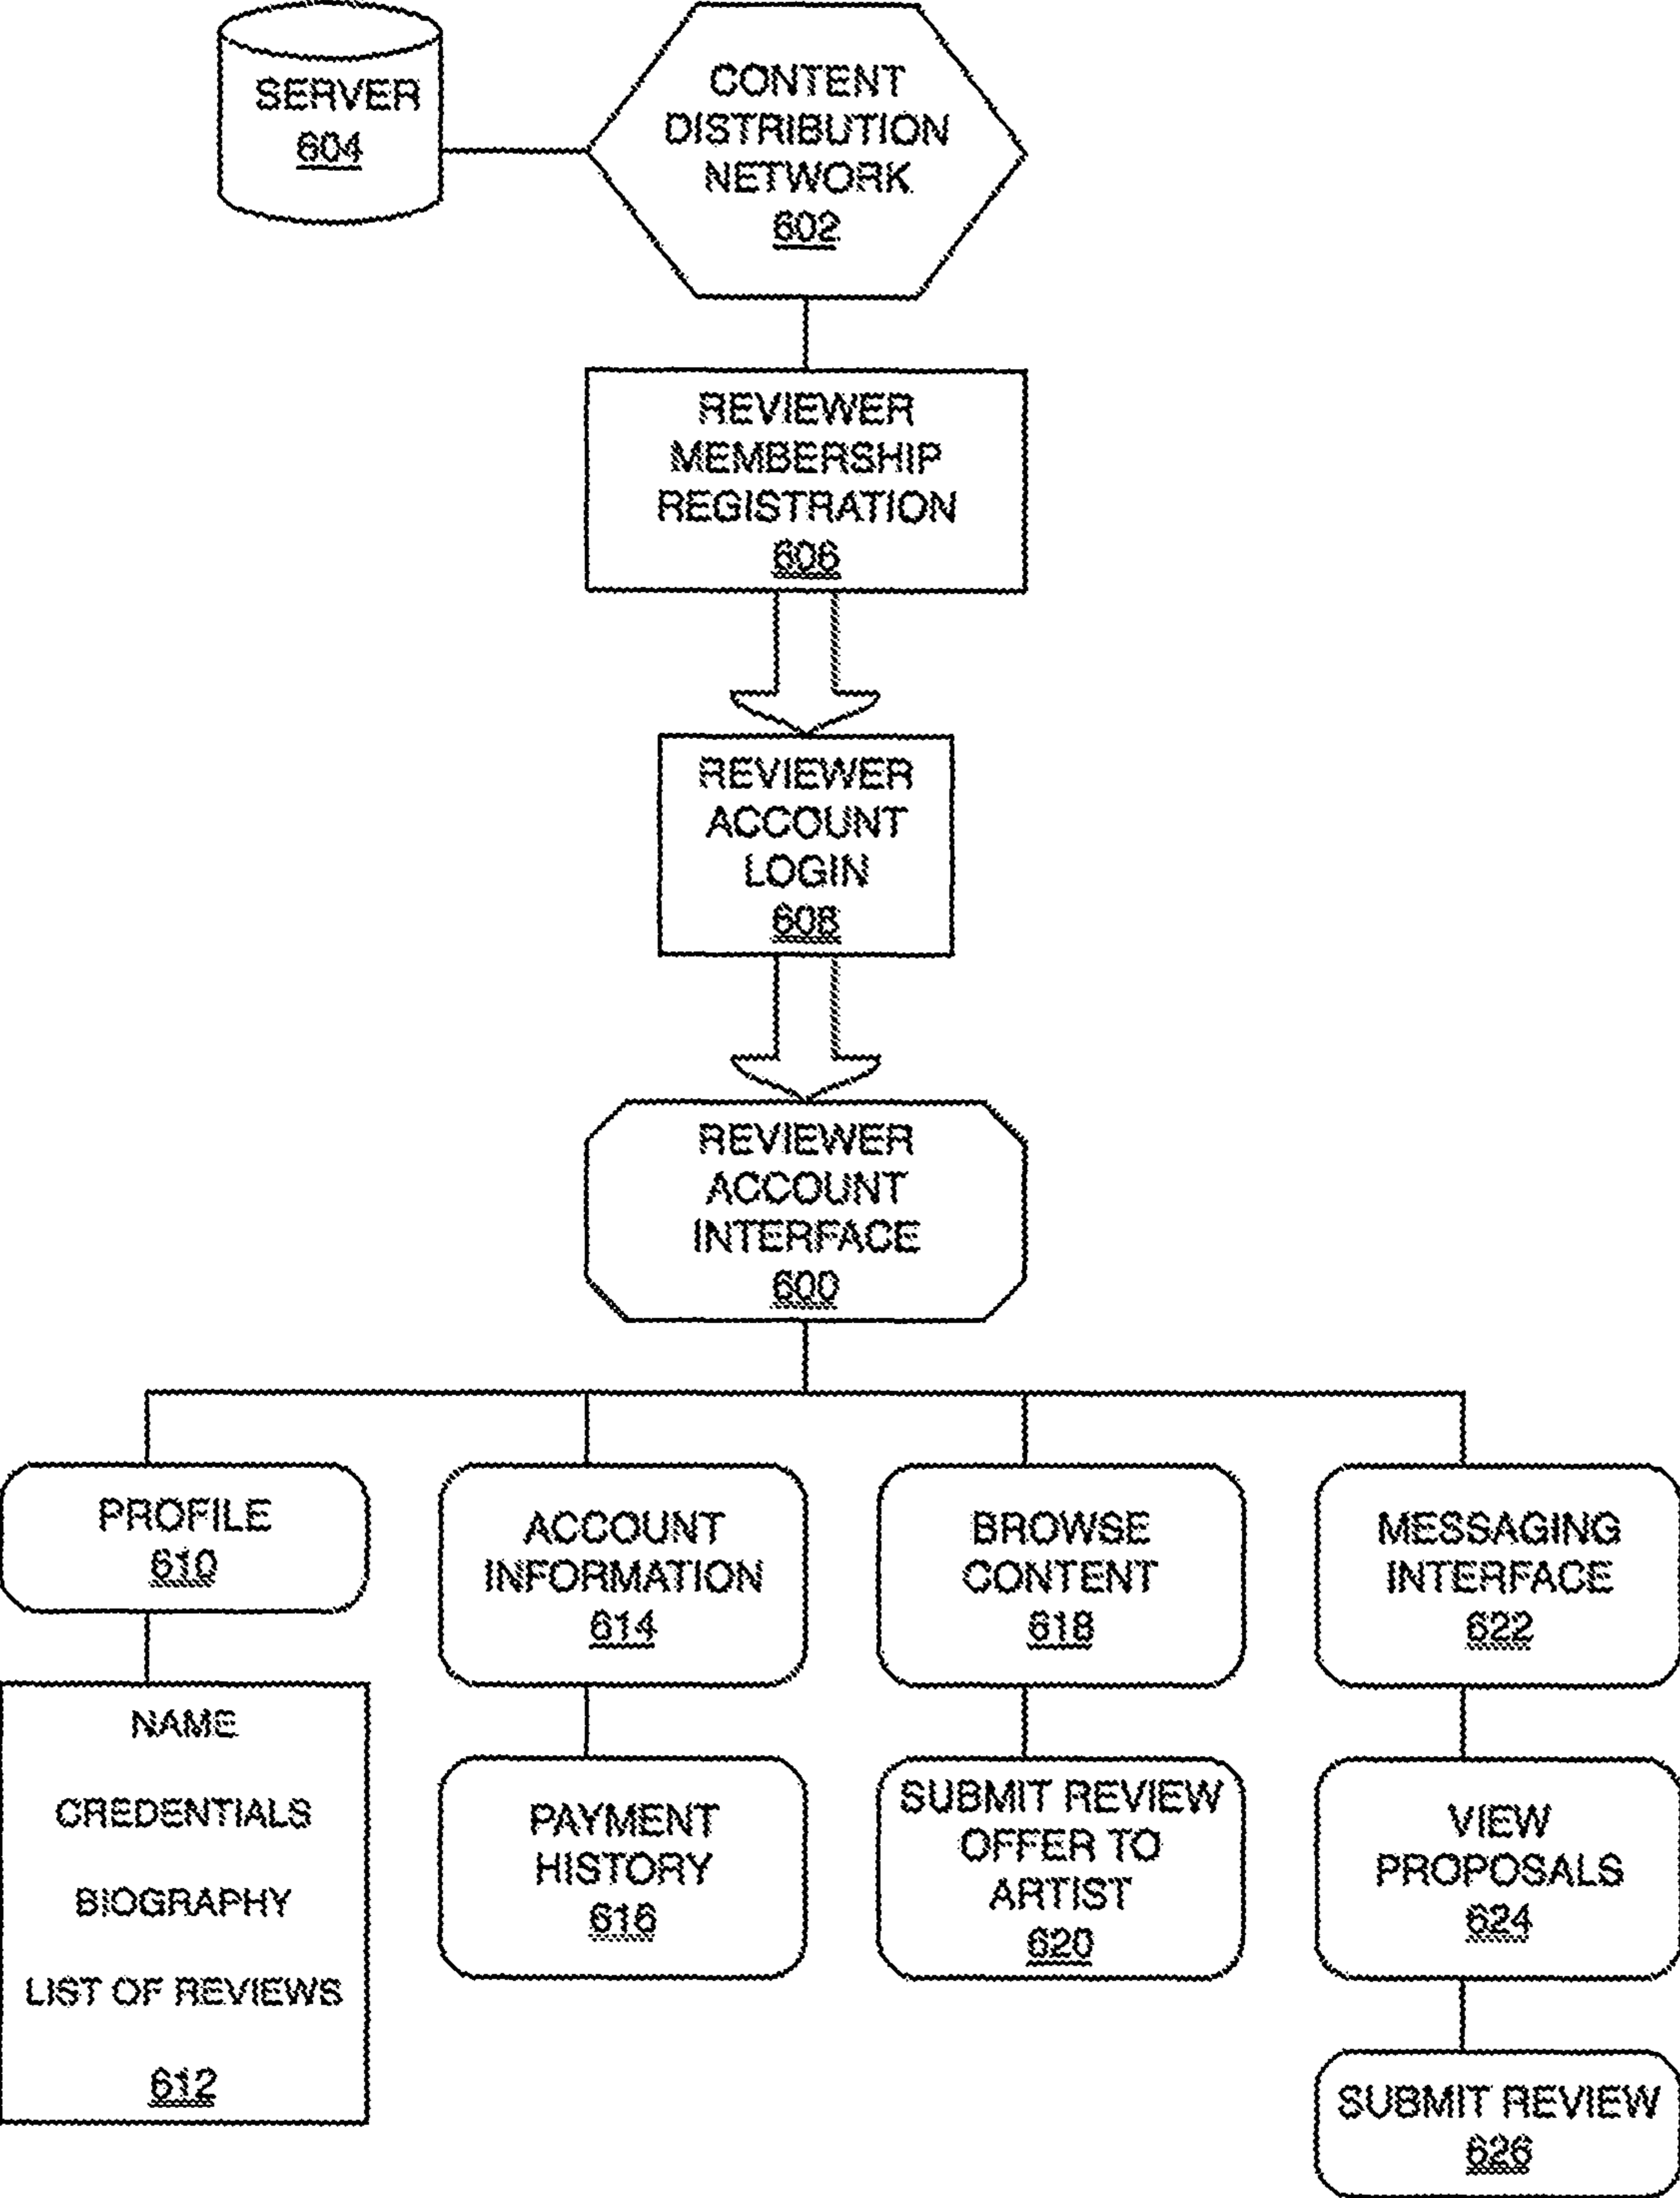 SERVER
604
CONTENT
DISTRIBUTION
NETWORK
602
REVIEWER
MEMBERSHIP
REGISTRATION
606
REVIEWER
ACCOUNT
LOGIN
608
REVIEWER
ACCOUNT
INTERFACE
600
PROFILE
610
NAME
CREDENTIALS
BIOGRAPHY
LIST OF REVIEWS
612
ACCOUNT
INFORMATION
614
PAYMENT
HISTORY
616
BROWSE
CONTENT
618
SUBMIT REVIEW
OFFER TO
ARTIST
620
MESSAGING
INTERFACE
622
VIEW
PROPOSALS
624
SUBMIT REVIEW
626